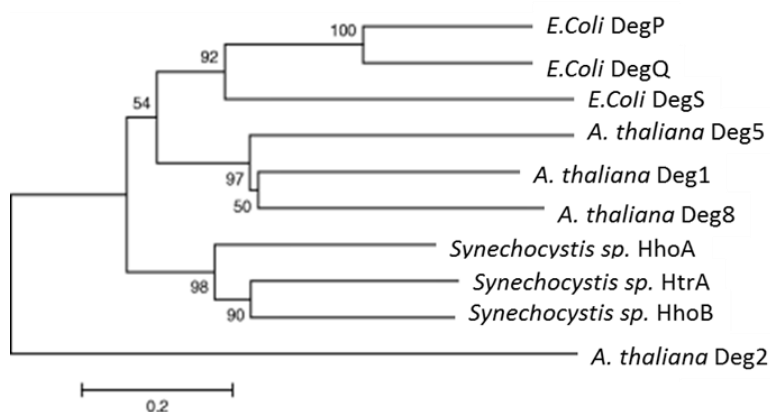 100
E.Coli DegP
92
E.Coli DegQ
54
E.Coli DegS
A. thaliana Deg5
97
A. thaliana Deg1
50
A. thaliana Deg8
Synechocystis sp. HhoA
98
Synechocystis sp. HtrA
90
Synechocystis sp. HhoB
A. thaliana Deg2
0.2